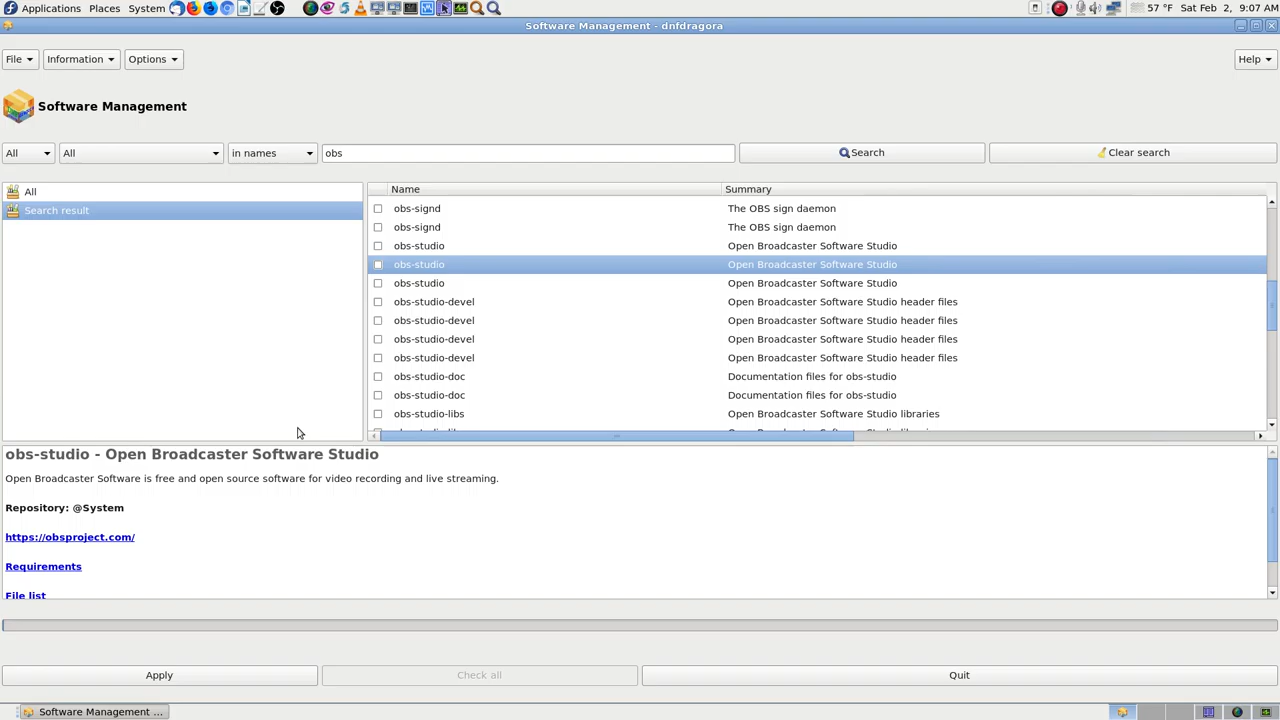 Applications Places System 57 °F Sat Feb 2, 9:07 AM
Software Management - dnfdragora
File Information Options Help
Software Management
All All in names obs Search Clear search
All
Search result
Name Summary
obs-signd The OBS sign daemon
obs-signd The OBS sign daemon
obs-studio Open Broadcaster Software Studio
obs-studio Open Broadcaster Software Studio
obs-studio Open Broadcaster Software Studio
obs-studio-devel Open Broadcaster Software Studio header files
obs-studio-devel Open Broadcaster Software Studio header files
obs-studio-devel Open Broadcaster Software Studio header files
obs-studio-devel Open Broadcaster Software Studio header files
obs-studio-doc Documentation files for obs-studio
obs-studio-doc Documentation files for obs-studio
obs-studio-libs Open Broadcaster Software Studio libraries
obs-studio - Open Broadcaster Software Studio
Open Broadcaster Software is free and open source software for video recording and live streaming.
Repository: @System
https://obsproject.com/
Requirements
File list
Apply Check all Quit
Software Management ...